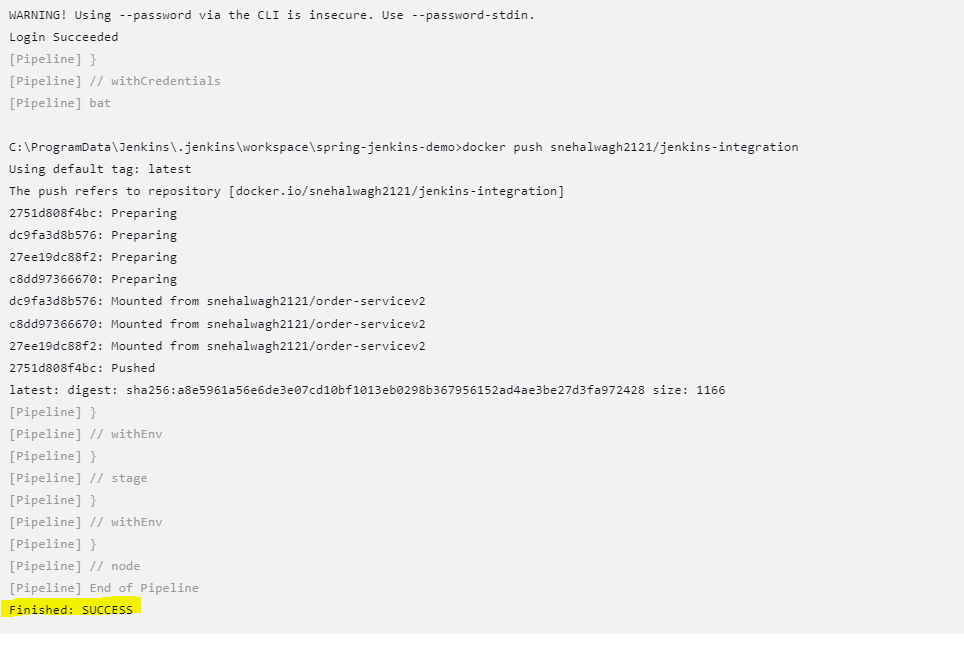 WARNING! Using --password via the CLI is insecure. Use --password-stdin.
Login Succeeded
[Pipeline] }
[Pipeline] // withCredentials
[Pipeline] bat
C:\ProgramData\Jenkins\.jenkins\workspace\spring-jenkins-demo>docker push snehalwagh2121/jenkins-integration
Using default tag: latest
The push refers to repository [docker.io/snehalwagh2121/jenkins-integration]
2751d808f4bc: Preparing
dc9fa3d8b576: Preparing
27ee19dc88f2: Preparing
c8dd97366670: Preparing
dc9fa3d8b576: Mounted from snehalwagh2121/order-servicev2
c8dd97366670: Mounted from snehalwagh2121/order-servicev2
27ee19dc88f2: Mounted from snehalwagh2121/order-servicev2
2751d808f4bc: Pushed
latest: digest: sha256:a8e5961a56e6de3e07cd10bf1013eb0298b367956152ad4ae3be27d3fa972428 size: 1166
[Pipeline] }
[Pipeline] // withEnv
[Pipeline] }
[Pipeline] // stage
[Pipeline] }
[Pipeline] // withEnv
[Pipeline] }
[Pipeline] // node
[Pipeline] End of Pipeline
Finished: SUCCESS